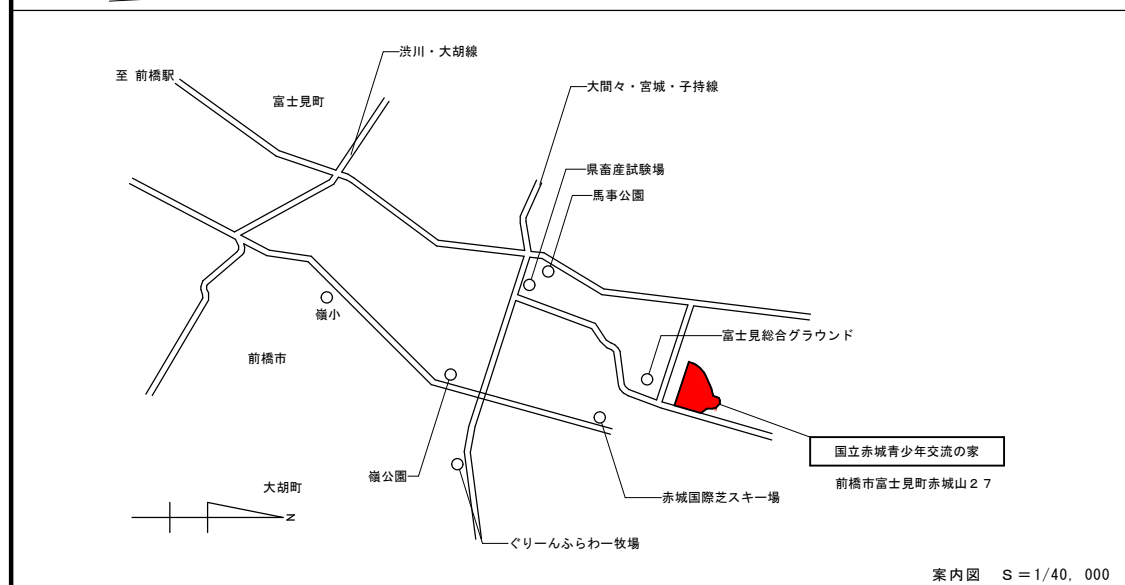 渋川・大胡線
至 前橋駅
大間々・宮城・子持線
富士見町
県畜産試験場
馬事公園
嶺小
富士見総合グラウンド
前橋市
国立赤城青少年交流の家
嶺公園
前橋市富士見町赤城山27
大胡町
赤城国際芝スキー場
N
ぐりーんふらわー牧場
案内図 S=1/40,000